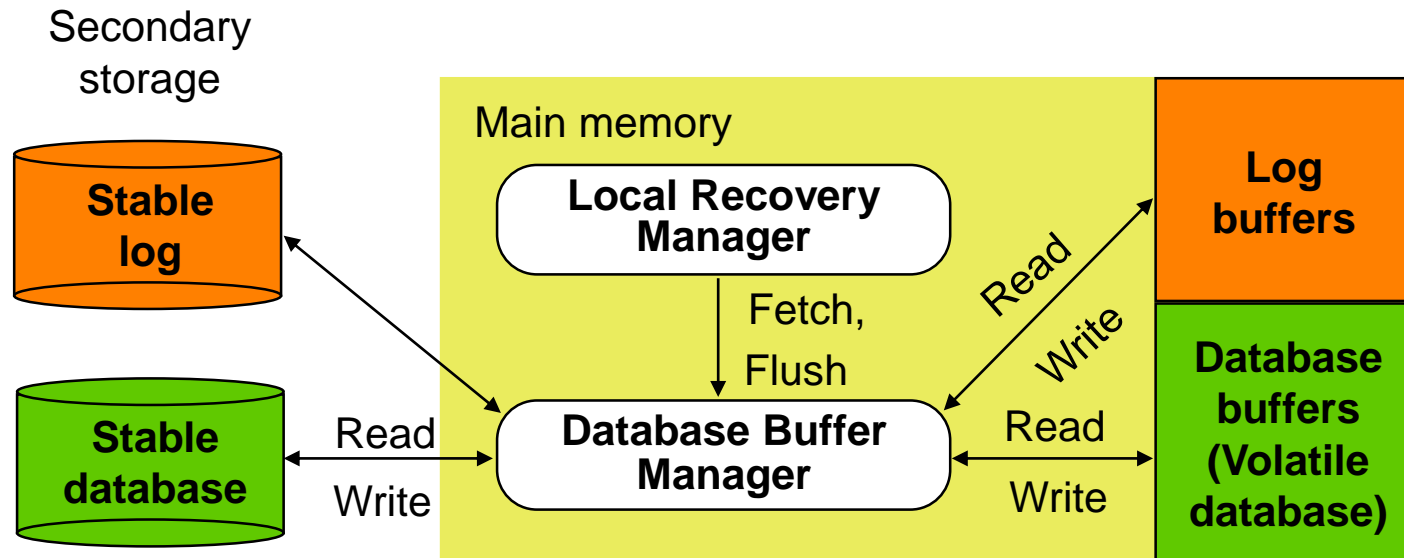 Secondary
storage
Main memory
Stable
log
Local Recovery
Manager
Log
buffers
Read
Write
Fetch,
Flush
Stable
database
Read
Write
Database Buffer
Manager
Read
Write
Database
buffers
(Volatile
database)